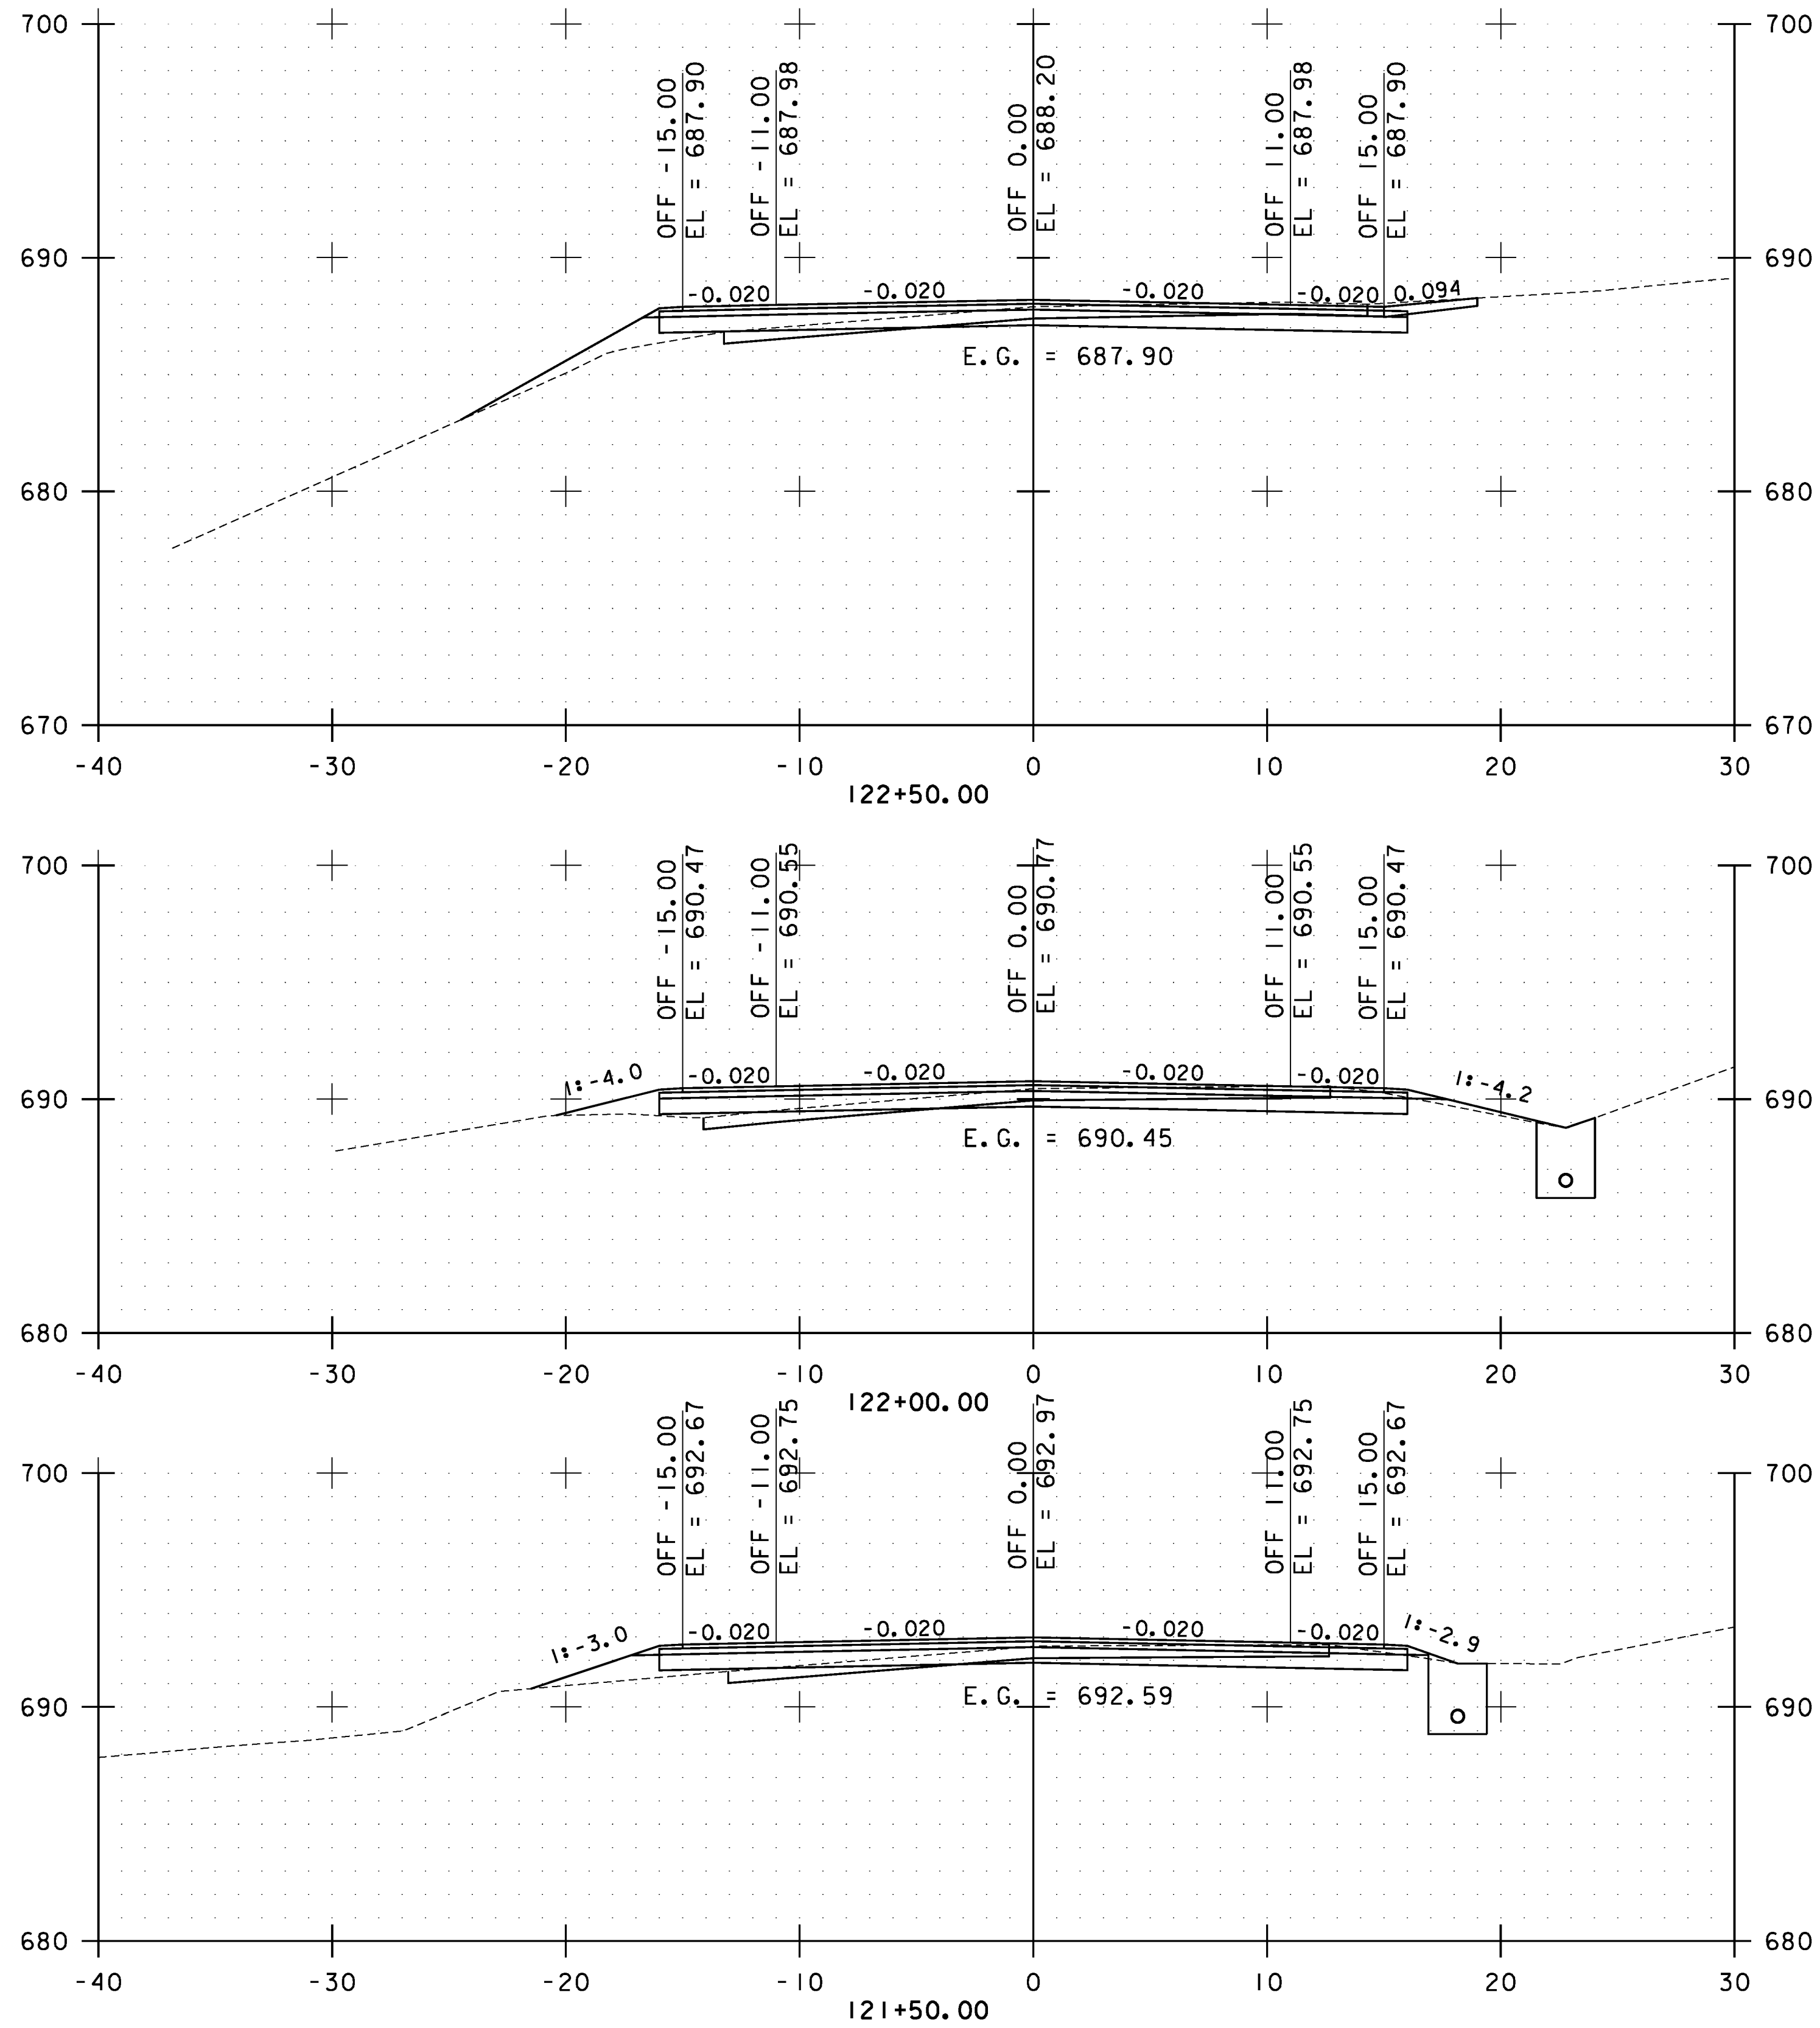 700 700
OFF -15.00
EL = 687.90
OFF -11.00
EL = 687.98
OFF 0.00
EL = 688.20
OFF 11.00
EL = 687.98
OFF 15.00
EL = 687.90
690 690
-0.020 -0.020 -0.020 -0.020 0.094
E.G. = 687.90
680 680
670 670
-40 -30 -20 -10 0 10 20 30
122+50.00
700 700
OFF -15.00
EL = 690.47
OFF -11.00
EL = 690.55
OFF 0.00
EL = 690.77
OFF 11.00
EL = 690.55
OFF 15.00
EL = 690.47
1:-4.0 -0.020 -0.020 -0.020 -0.020 1:-4.2
690 690
E.G. = 690.45
680 680
-40 -30 -20 -10 0 10 20 30
122+00.00
OFF -15.00
EL = 692.67
OFF -11.00
EL = 692.75
OFF 0.00
EL = 692.97
OFF 11.00
EL = 692.75
OFF 15.00
EL = 692.67
700 700
1:-3.0 -0.020 -0.020 -0.020 -0.020 1:-2.9
690 690
E.G. = 692.59
680 680
-40 -30 -20 -10 0 10 20 30
121+50.00